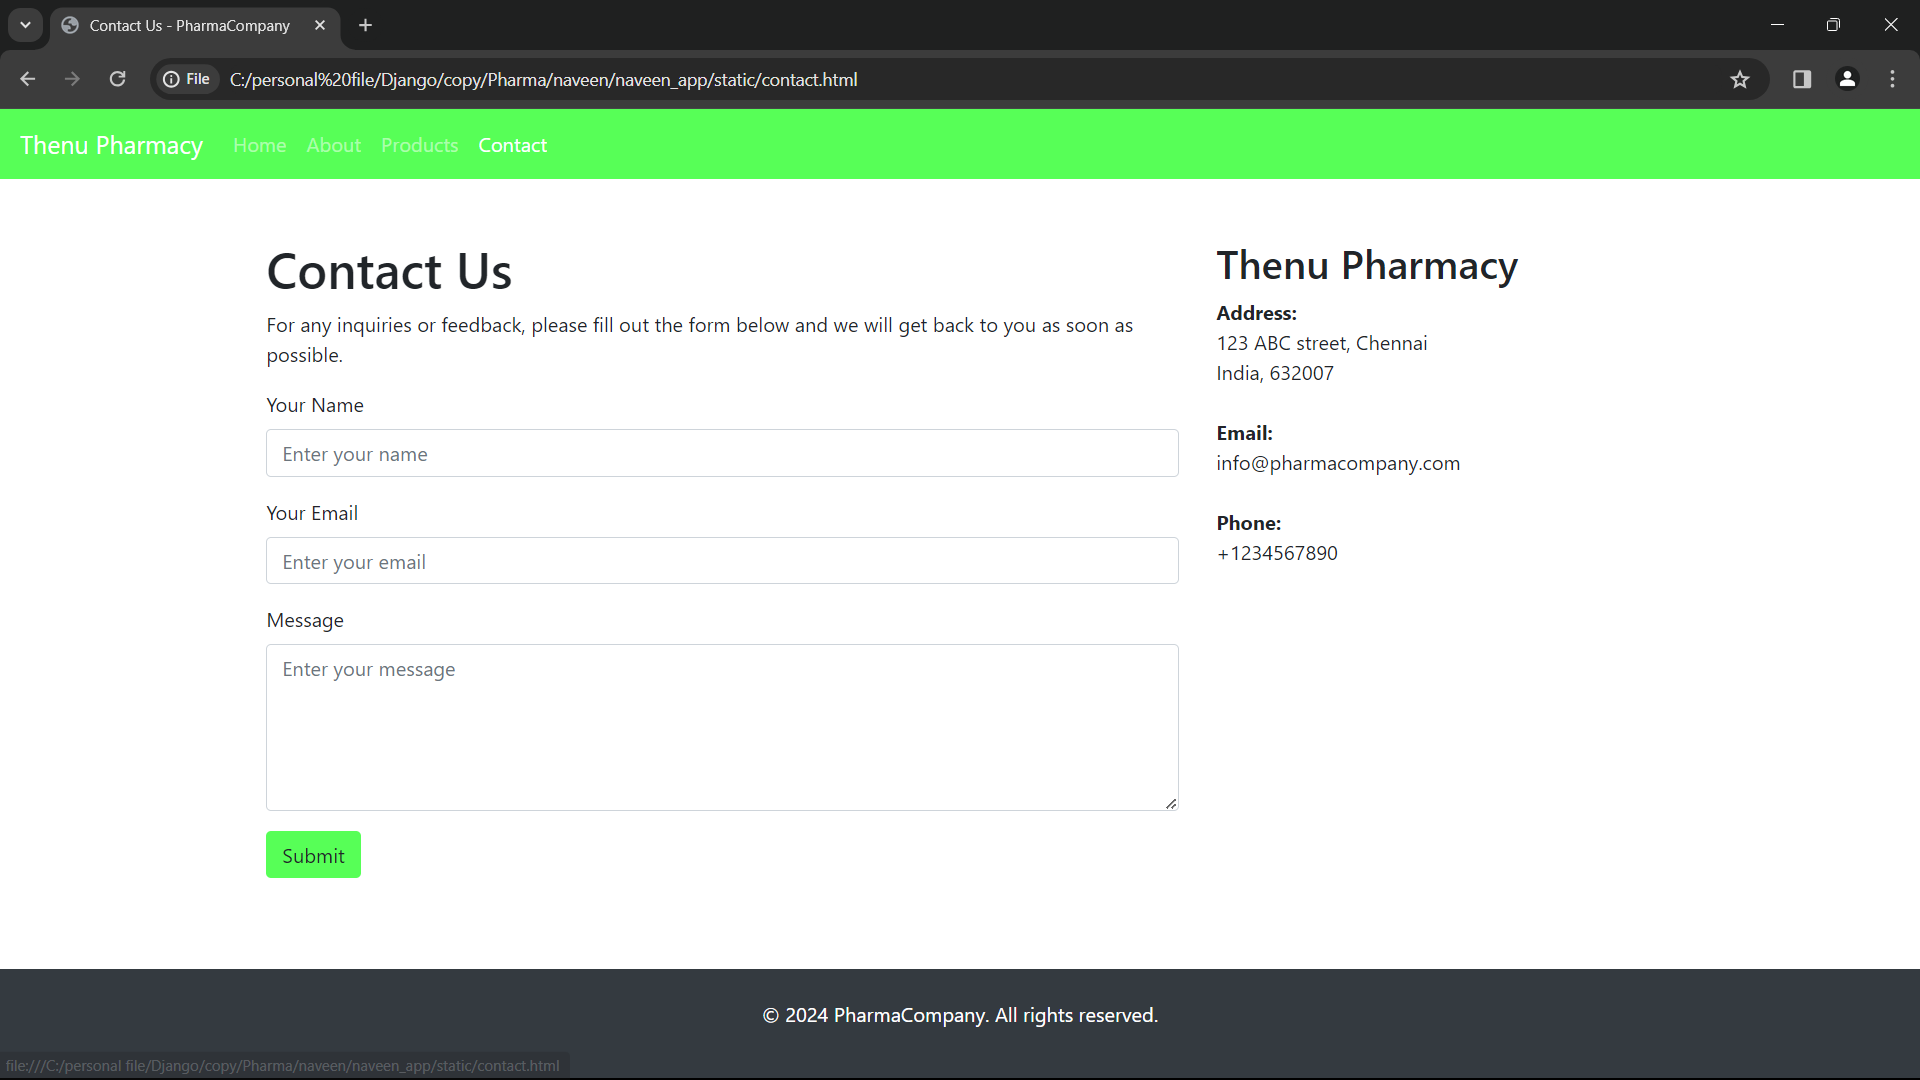 Contact Us - PharmaCompany
File
C:/personal%20file/Django/copy/Pharma/naveen/naveen_app/static/contact.html
Thenu Pharmacy Home About Products Contact
Contact Us
For any inquiries or feedback, please fill out the form below and we will get back to you as soon as
possible.
Your Name
Enter your name
Your Email
Enter your email
Message
Enter your message
Submit
Thenu Pharmacy
Address:
123 ABC street, Chennai
India, 632007
Email:
info@pharmacompany.com
Phone:
+1234567890
© 2024 PharmaCompany. All rights reserved.
file:///C:/personal file/Django/copy/Pharma/naveen/naveen_app/static/contact.html